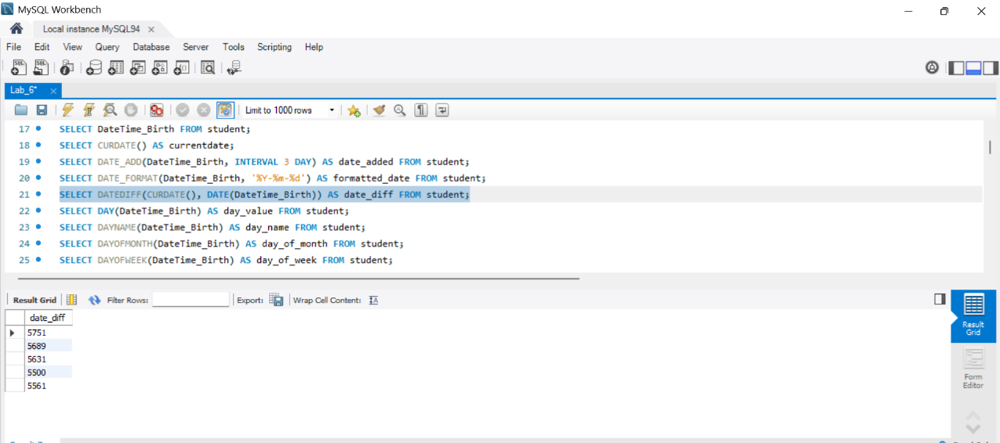 MySQL Workbench
Local instance MySQL94
File Edit View Query Database Server Tools Scripting Help
Lab_6*
Limit to 1000 rows
17 SELECT DateTime_Birth FROM student;
18 SELECT CURDATE() AS currentdate;
19 SELECT DATE_ADD(DateTime_Birth, INTERVAL 3 DAY) AS date_added FROM student;
20 SELECT DATE_FORMAT(DateTime_Birth, '%Y-%m-%d') AS formatted_date FROM student;
21 SELECT DATEDIFF(CURDATE(), DATE(DateTime_Birth)) AS date_diff FROM student;
22 SELECT DAY(DateTime_Birth) AS day_value FROM student;
23 SELECT DAYNAME(DateTime_Birth) AS day_name FROM student;
24 SELECT DAYOFMONTH(DateTime_Birth) AS day_of_month FROM student;
25 SELECT DAYOFWEEK(DateTime_Birth) AS day_of_week FROM student;
Result Grid Filter Rows: Export: Wrap Cell Content:
date_diff
5751
5689
5631
5500
5561
Result
Grid
Form
Editor